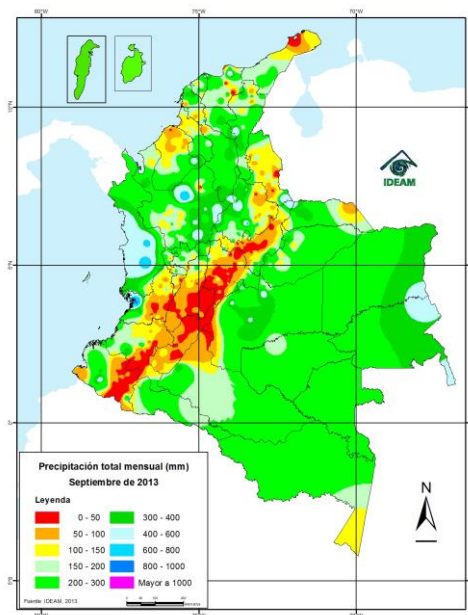 80°W 75°W 70°W
10°N
5°N
0°
5°S
IDEAM
N
Precipitación total mensual (mm)
Septiembre de 2013
Leyenda
0 - 50
50 - 100
100 - 150
150 - 200
200 - 300
300 - 400
400 - 600
600 - 800
800 - 1000
Mayor a 1000
Fuente: IDEAM, 2013